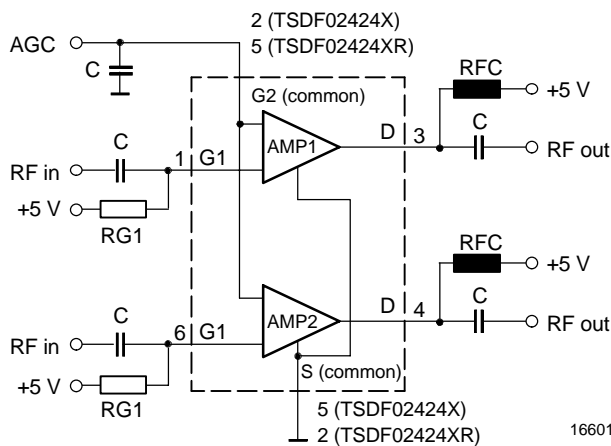 2 (TSDF02424X)
5 (TSDF02424XR)
AGC
C
RFC
+5 V
G2 (common)
C
D 3
RF out
AMP1
C
1 G1
RF in
+5 V
RG1
RFC
+5 V
C
D 4
RF out
AMP2
C
6 G1
RF in
S (common)
+5 V
RG1
5 (TSDF02424X)
2 (TSDF02424XR)
16601